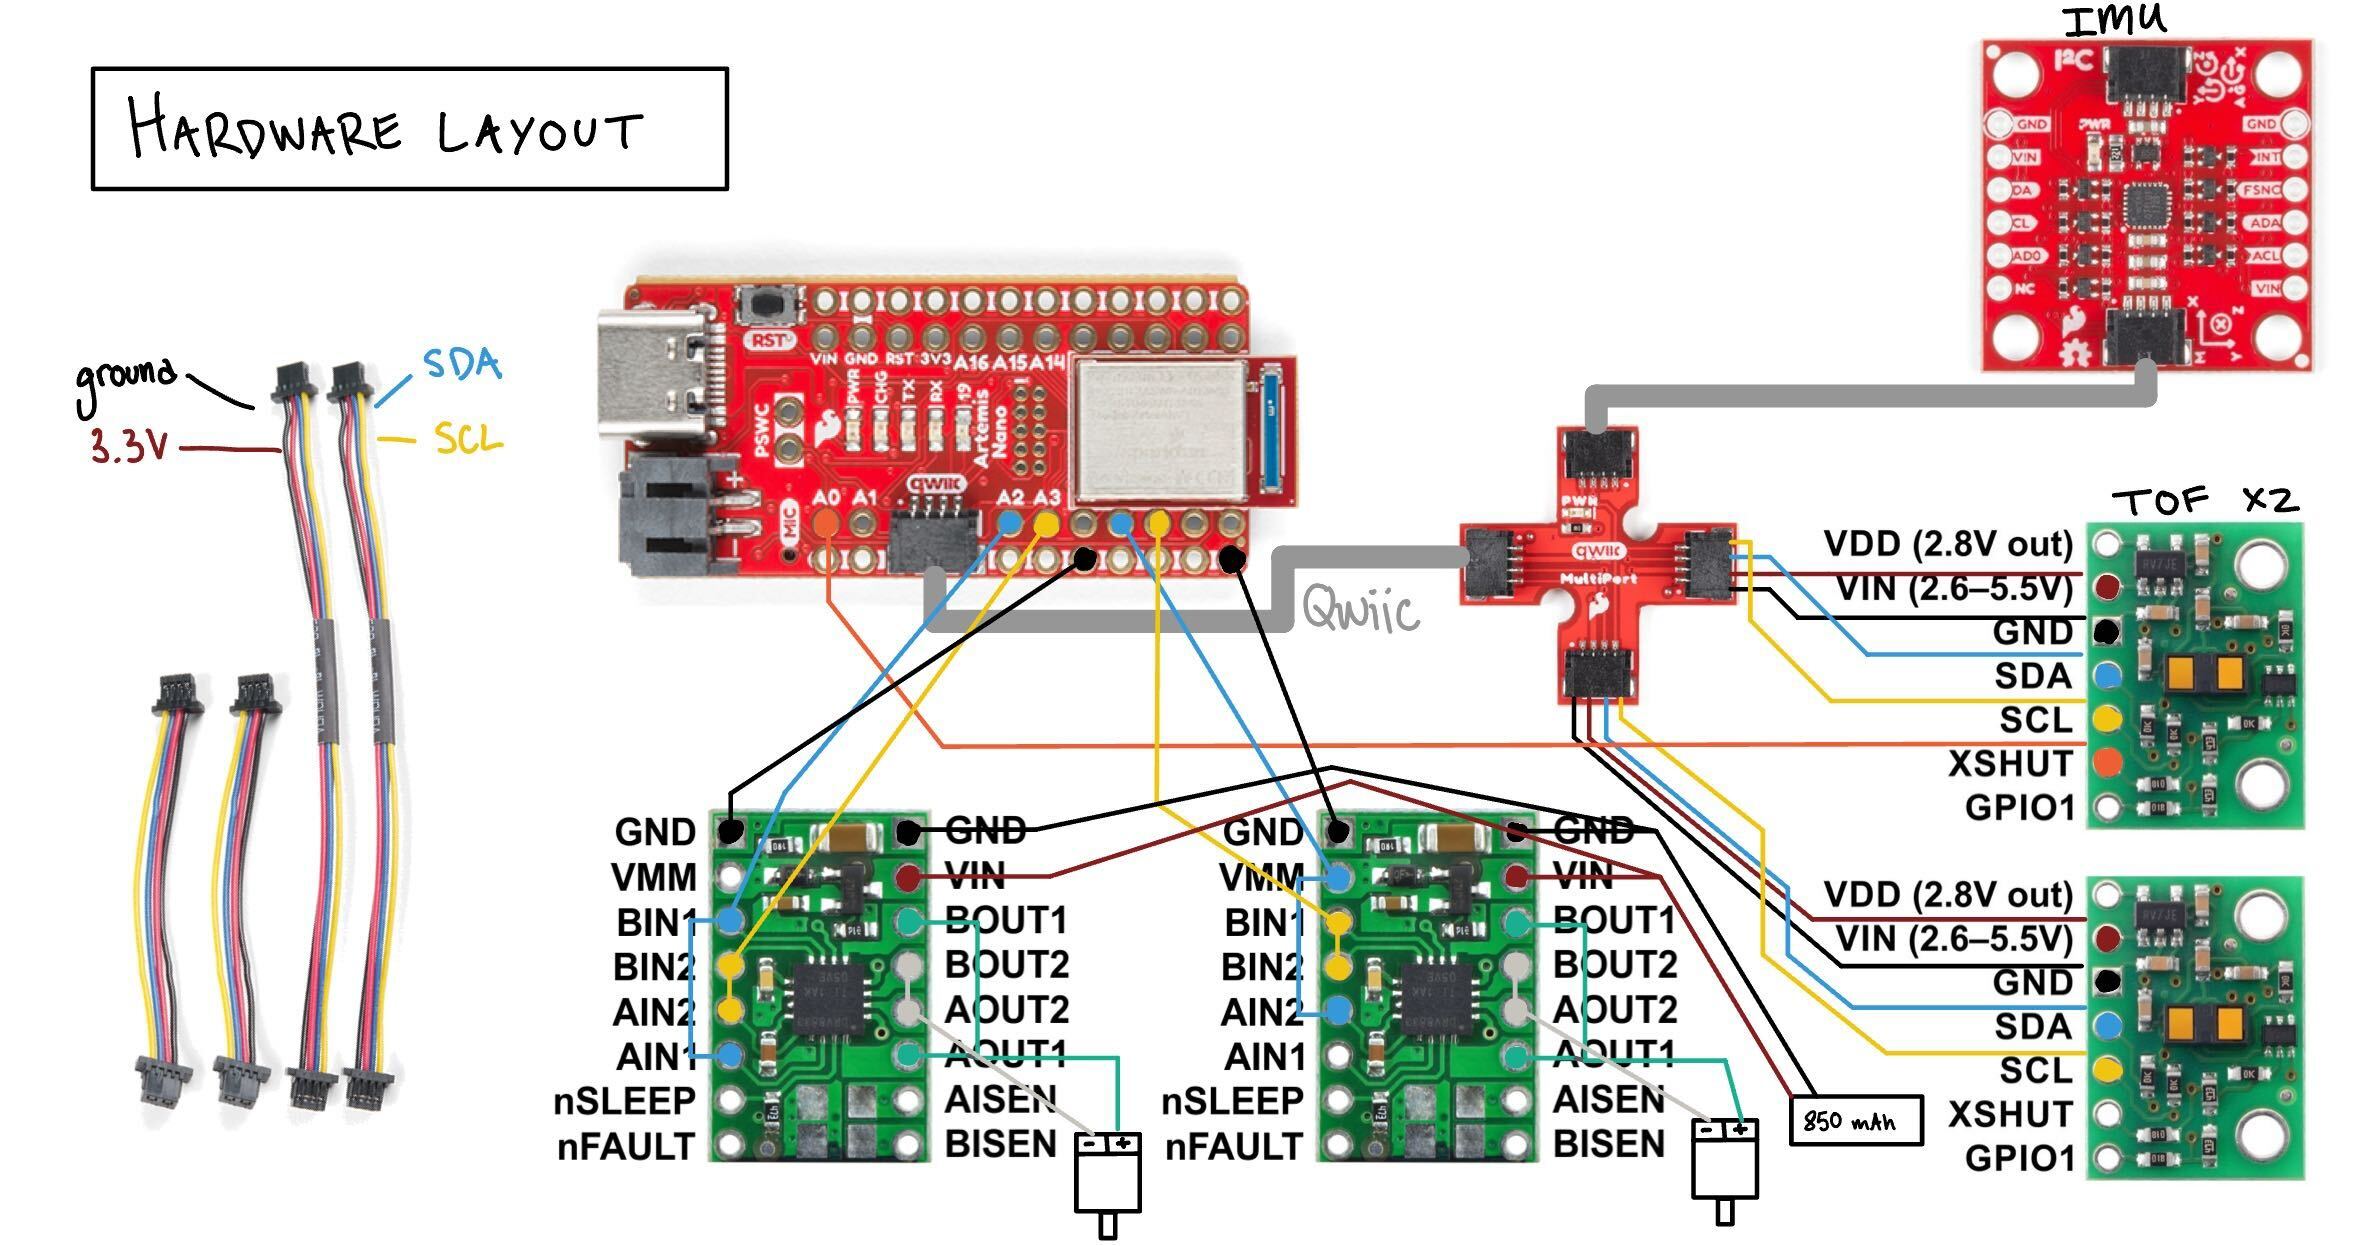 HARDWARE LAYOUT
IMU
I²C
GND
VIN
DA
CL
AD0
NC
PWR
GND
INT
FSNC
ADA
ACL
VIN
ground
3.3V
SDA
SCL
RST
VIN GND RST 3V3 A16 A15 A14
PWR
CHG
TX
RX
19
Artemis
Nano
PSWC
MIC
A0 A1
qwiic
A2 A3
Qwiic
PWR
qwiic
MultiPort
TOF X2
VDD (2.8V out)
VIN (2.6–5.5V)
GND
SDA
SCL
XSHUT
GPIO1
VDD (2.8V out)
VIN (2.6–5.5V)
GND
SDA
SCL
XSHUT
GPIO1
GND
VMM
BIN1
BIN2
AIN2
AIN1
nSLEEP
nFAULT
GND
VIN
BOUT1
BOUT2
AOUT2
AOUT1
AISEN
BISEN
- +
GND
VMM
BIN1
BIN2
AIN2
AIN1
nSLEEP
nFAULT
GND
VIN
BOUT1
BOUT2
AOUT2
AOUT1
AISEN
BISEN
- +
850 mAh